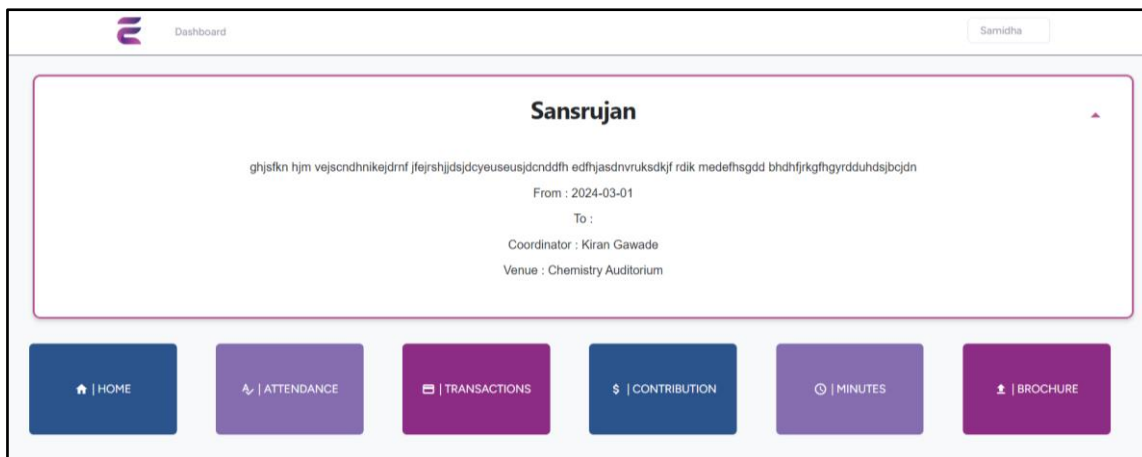 Dashboard
Samidha
Sansrujan
ghjsfkn hjm vejscndhnikejdrnf jfejrshjjdsjdcyeuseusjdcnddfh edfhjasdnvruksdkjf rdik medefhsgdd bhdhfjrkgfhgyrdduhdsjbcjdn
From : 2024-03-01
To :
Coordinator : Kiran Gawade
Venue : Chemistry Auditorium
| HOME
| ATTENDANCE
| TRANSACTIONS
$ | CONTRIBUTION
| MINUTES
| BROCHURE